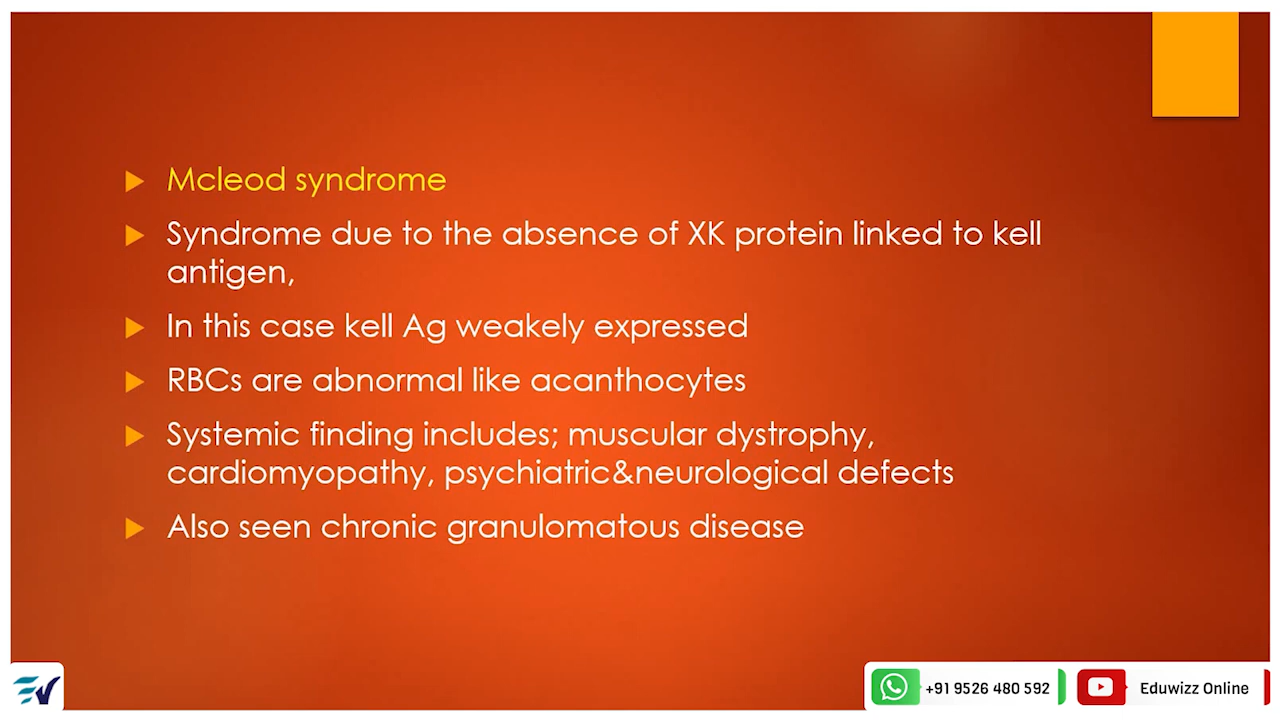 Mcleod syndrome
Syndrome due to the absence of XK protein linked to kell
antigen,
In this case kell Ag weakely expressed
RBCs are abnormal like acanthocytes
Systemic finding includes; muscular dystrophy,
cardiomyopathy, psychiatric&neurological defects
Also seen chronic granulomatous disease
+91 9526 480 592
Eduwizz Online